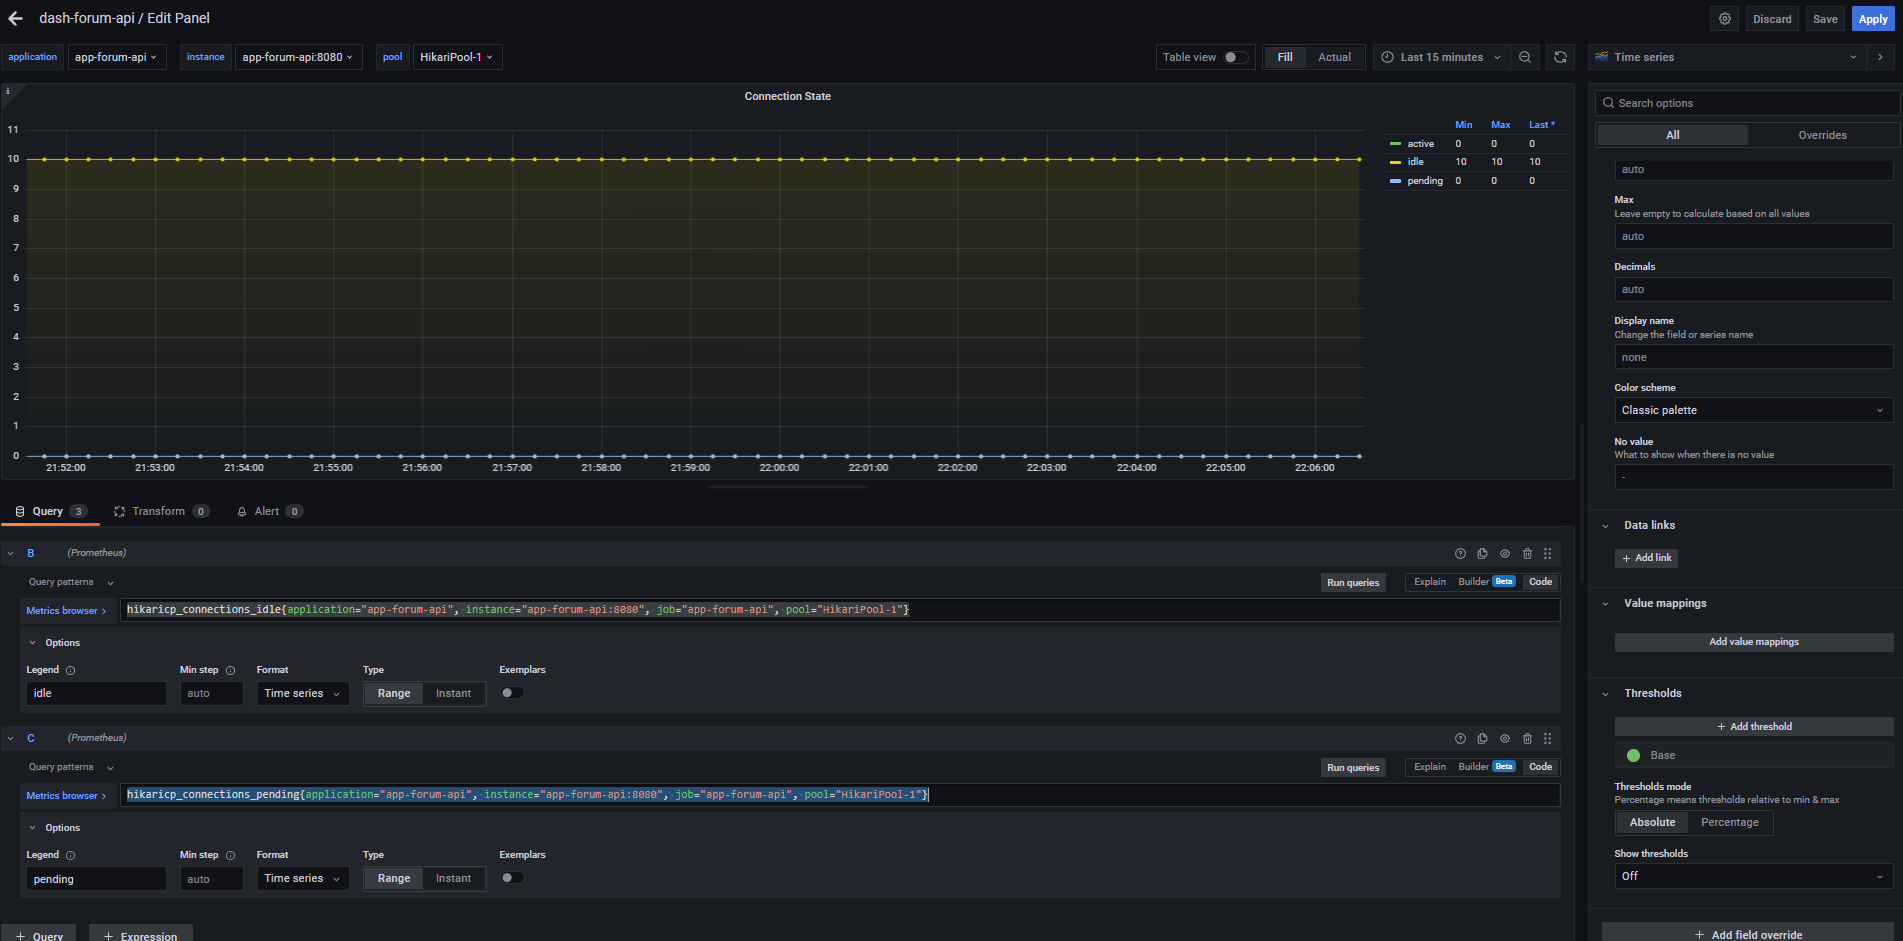 dash-forum-api / Edit Panel
Discard Save Apply
application app-forum-api instance app-forum-api:8080 pool HikariPool-1
Table view Fill Actual Last 15 minutes Time series
i
Connection State
Search options
All Overrides
11
10
9
8
7
6
5
4
3
2
1
0
21:52:00 21:53:00 21:54:00 21:55:00 21:56:00 21:57:00 21:58:00 21:59:00 22:00:00 22:01:00 22:02:00 22:03:00 22:04:00 22:05:00 22:06:00
Min Max Last *
active 0 0 0
idle 10 10 10
pending 0 0 0
Query 3 Transform 0 Alert 0
B (Prometheus)
Query patterns Run queries Explain Builder Beta Code
Metrics browser > hikaricp_connections_idle{application="app-forum-api", instance="app-forum-api:8080", job="app-forum-api", pool="HikariPool-1"}
Options
Legend Min step Format Type Exemplars
idle auto Time series Range Instant
C (Prometheus)
Query patterns Run queries Explain Builder Beta Code
Metrics browser > hikaricp_connections_pending{application="app-forum-api", instance="app-forum-api:8080", job="app-forum-api", pool="HikariPool-1"}
Options
Legend Min step Format Type Exemplars
pending auto Time series Range Instant
+ Query + Expression
auto
Max
Leave empty to calculate based on all values
auto
Decimals
auto
Display name
Change the field or series name
none
Color scheme
Classic palette
No value
What to show when there is no value
-
Data links
+ Add link
Value mappings
Add value mappings
Thresholds
+ Add threshold
Base
Thresholds mode
Percentage means thresholds relative to min & max
Absolute Percentage
Show thresholds
Off
+ Add field override